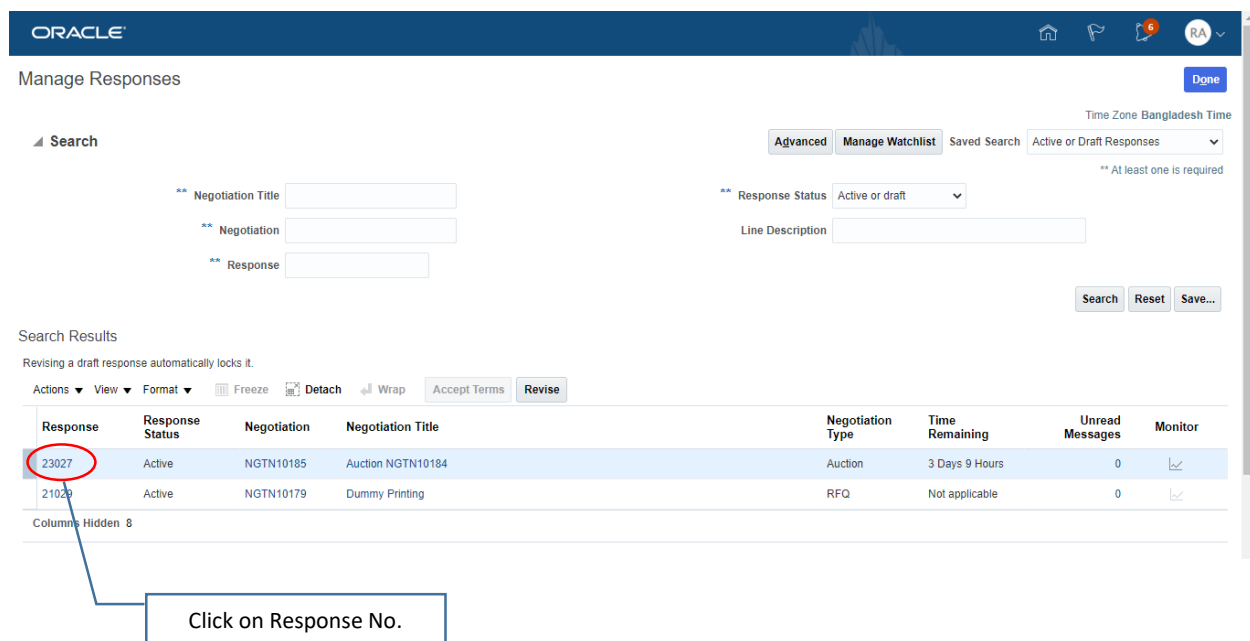 ORACLE
6
RA
Manage Responses
Done
Time Zone Bangladesh Time
Search
Advanced Manage Watchlist Saved Search Active or Draft Responses
** At least one is required
** Negotiation Title
** Response Status Active or draft
** Negotiation
Line Description
** Response
Search Reset Save...
Search Results
Revising a draft response automatically locks it.
Actions View Format Freeze Detach Wrap Accept Terms Revise
Response Response Status Negotiation Negotiation Title Negotiation Type Time Remaining Unread Messages Monitor
23027 Active NGTN10185 Auction NGTN10184 Auction 3 Days 9 Hours 0
21029 Active NGTN10179 Dummy Printing RFQ Not applicable 0
Columns Hidden 8
Click on Response No.